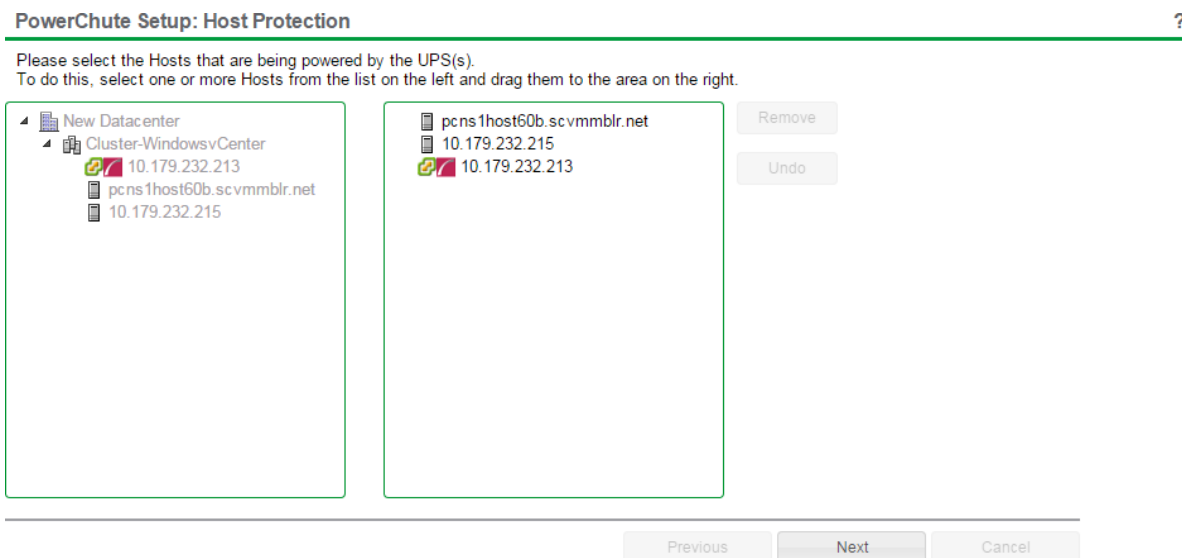 PowerChute Setup: Host Protection
?
Please select the Hosts that are being powered by the UPS(s).
To do this, select one or more Hosts from the list on the left and drag them to the area on the right.
New Datacenter
Cluster-WindowsvCenter
10.179.232.213
pcns1host60b.scvmmblr.net
10.179.232.215
pcns1host60b.scvmmblr.net
10.179.232.215
10.179.232.213
Remove
Undo
Previous
Next
Cancel